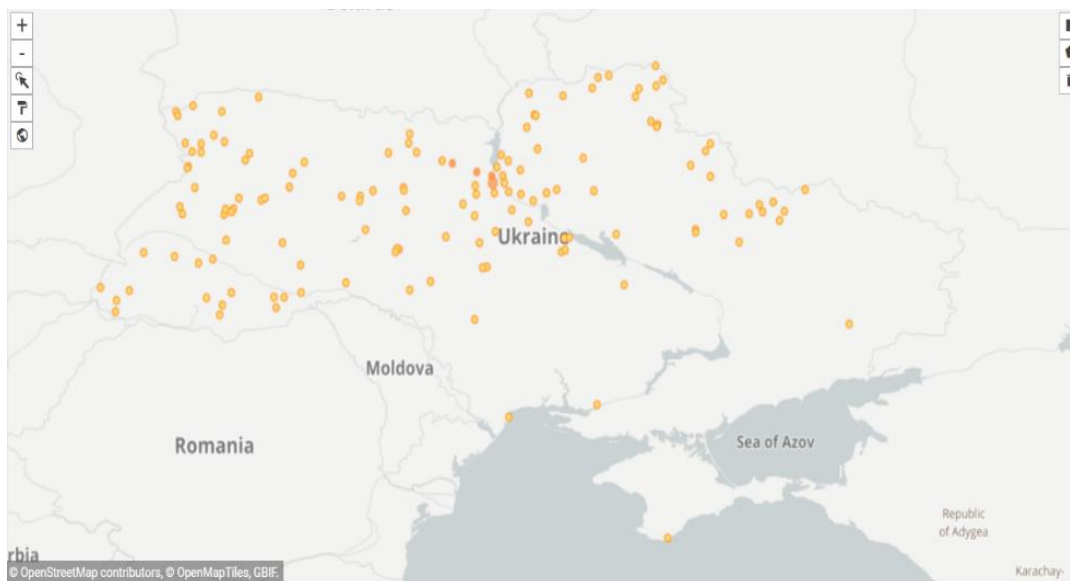 +
-
Ukraine
Moldova
Romania
Sea of Azov
Republic
of Adygea
rbia
Karachay-
© OpenStreetMap contributors, © OpenMapTiles, GBIF.